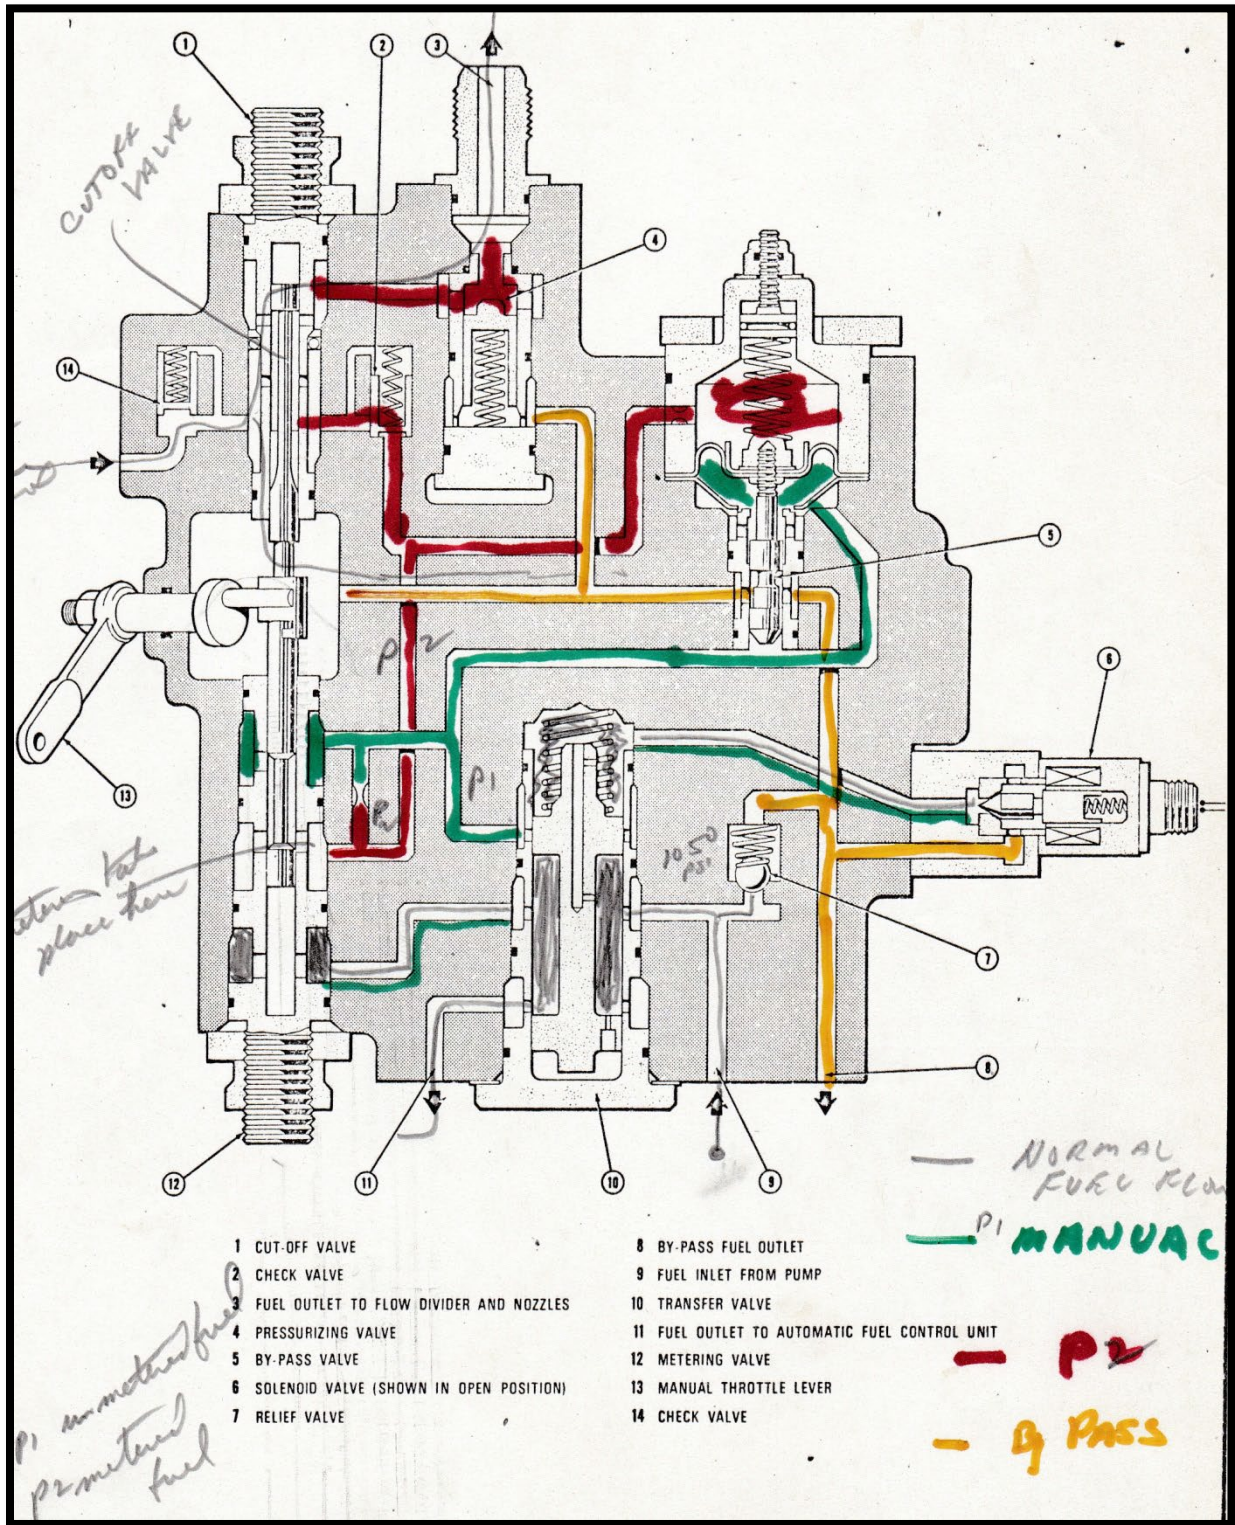 1
2
3
CUTOFF
VALVE
4
14
5
P2
6
13
P1
P2
1050
PSI
place here
7
8
12
11
10
9
NORMAL
FUEL FLOW
P1 MANUAL
1 CUT-OFF VALVE
2 CHECK VALVE
3 FUEL OUTLET TO FLOW DIVIDER AND NOZZLES
4 PRESSURIZING VALVE
5 BY-PASS VALVE
6 SOLENOID VALVE (SHOWN IN OPEN POSITION)
7 RELIEF VALVE
8 BY-PASS FUEL OUTLET
9 FUEL INLET FROM PUMP
10 TRANSFER VALVE
11 FUEL OUTLET TO AUTOMATIC FUEL CONTROL UNIT
12 METERING VALVE
13 MANUAL THROTTLE LEVER
14 CHECK VALVE
P2
By PASS
P1 unmetered fuel
P2 metered
fuel